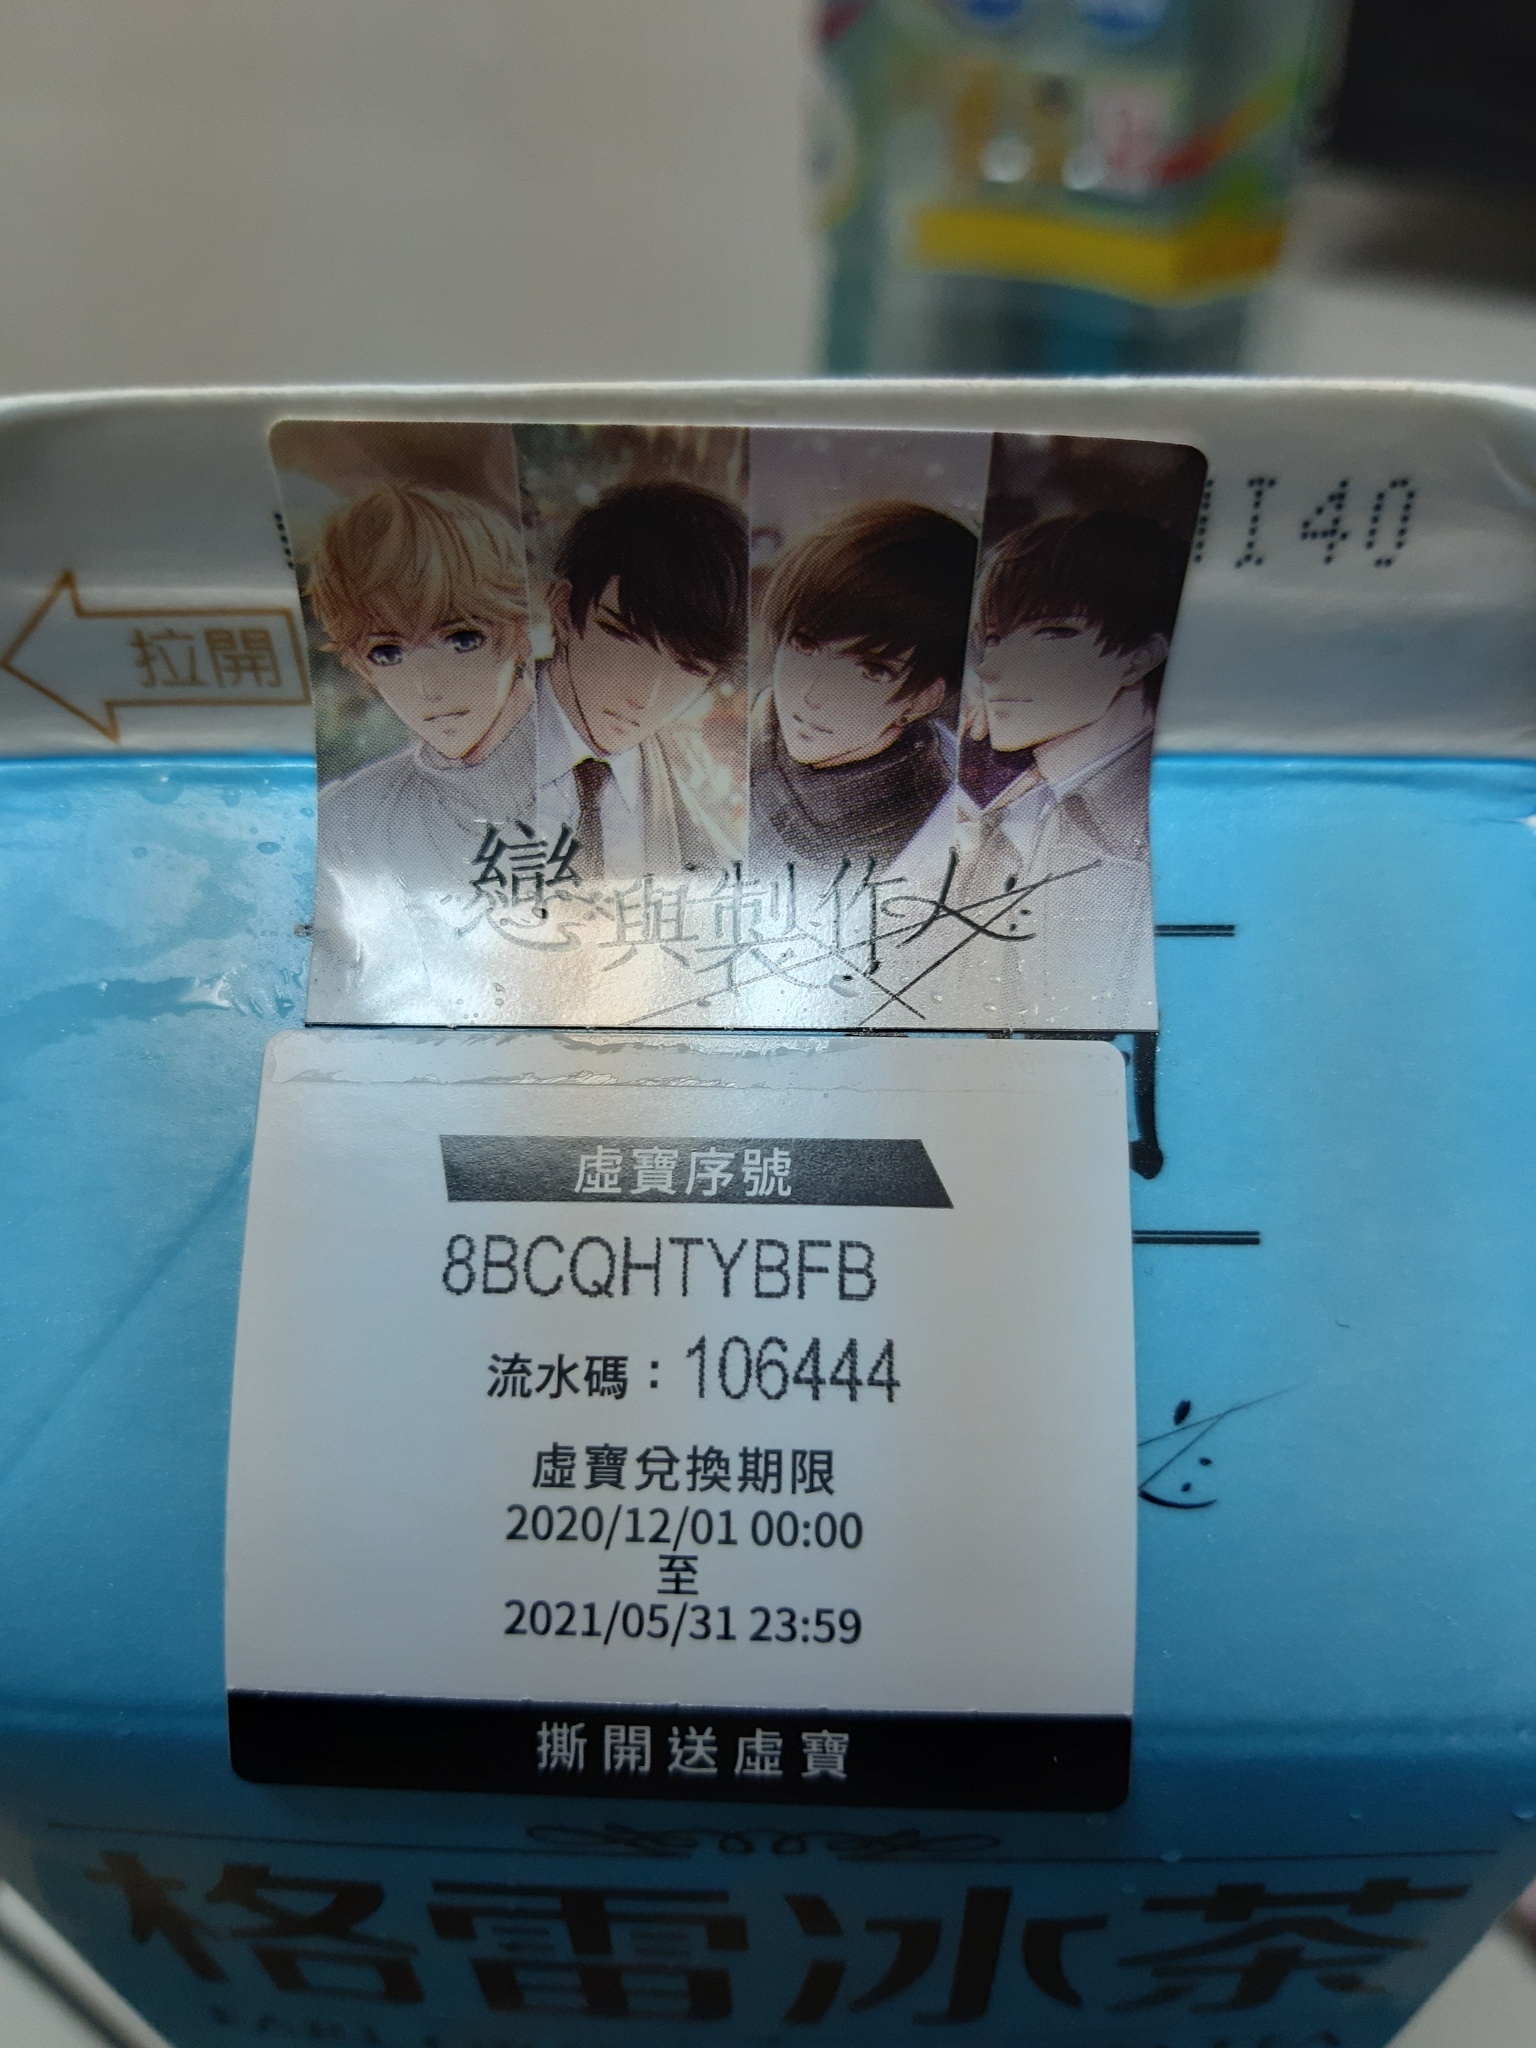 I40
拉開
戀與製作人
虛寶序號
8BCQHTYBFB
流水碼：106444
虛寶兌換期限
2020/12/01 00:00
至
2021/05/31 23:59
撕開送虛寶
格雷冰茶